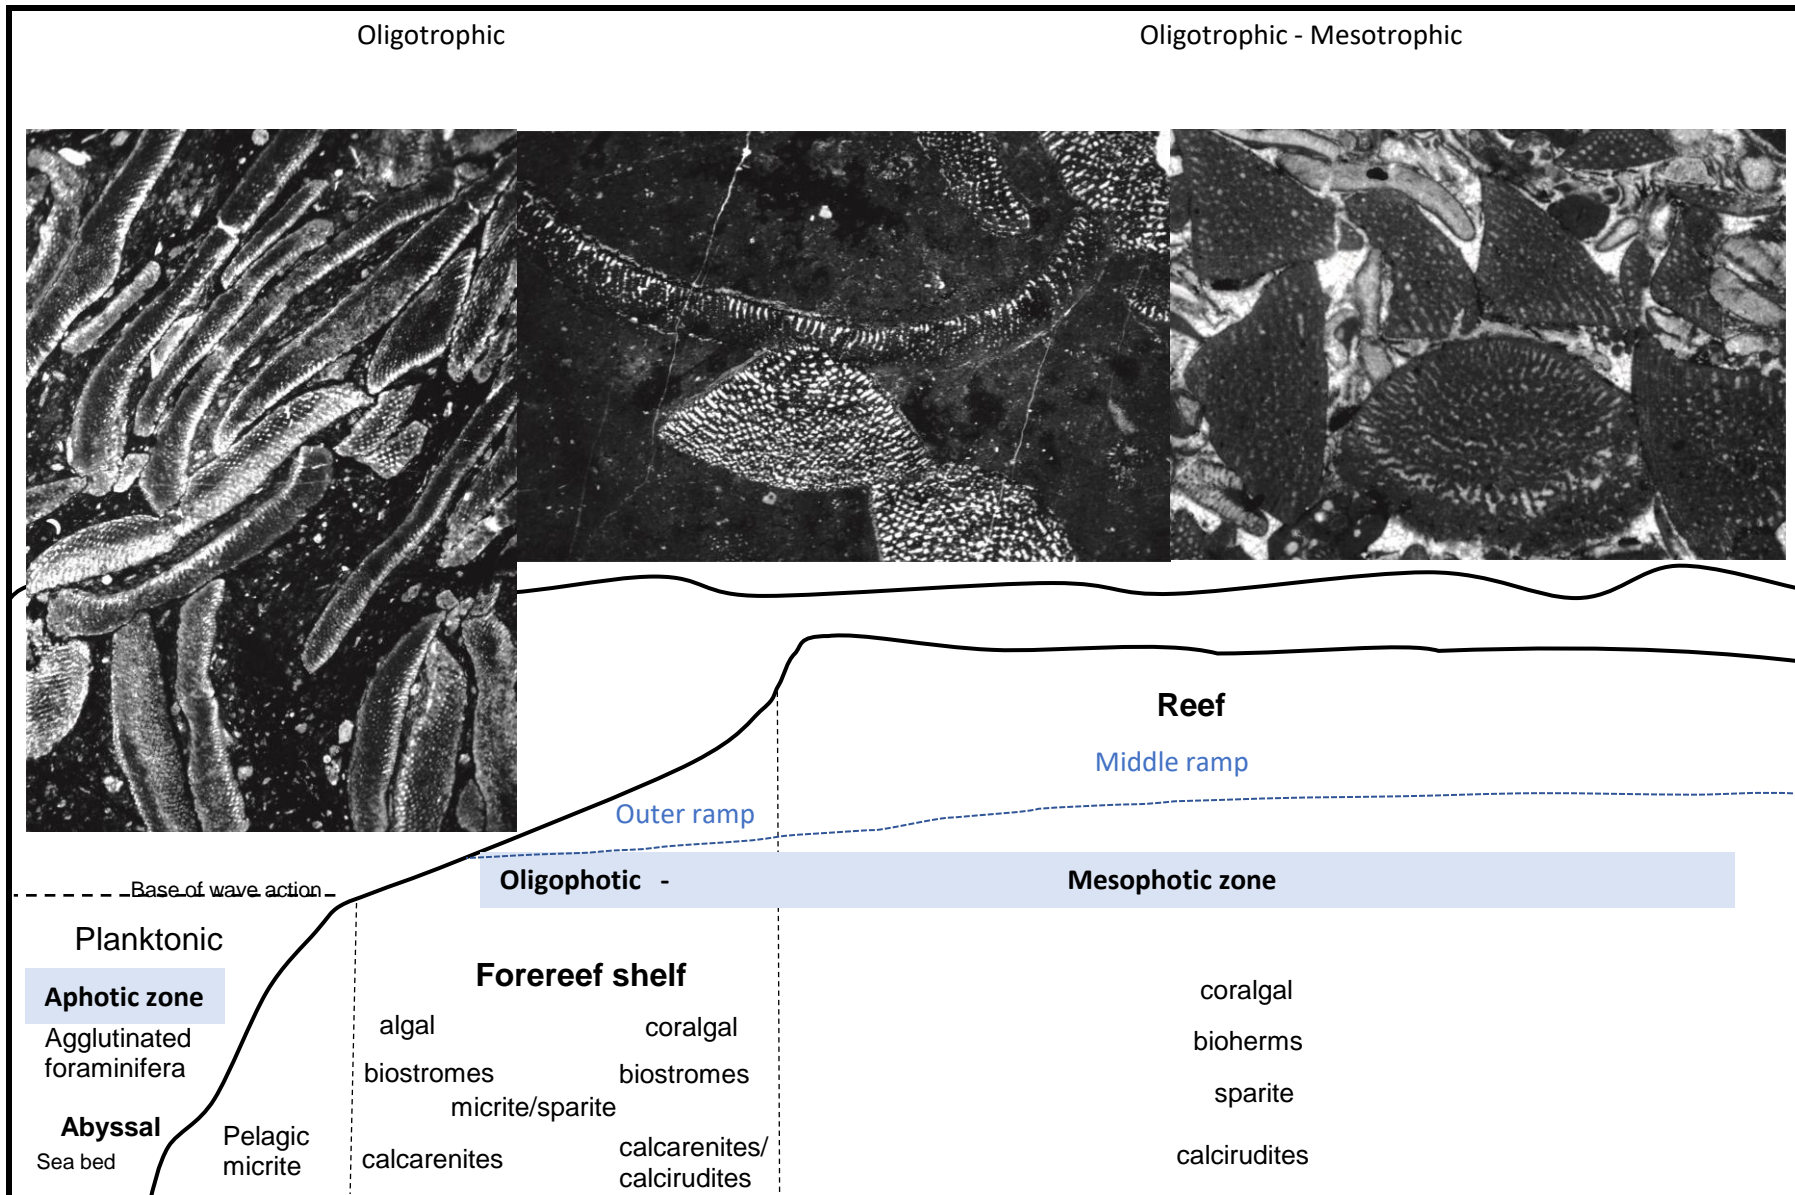 Oligotrophic
Oligotrophic - Mesotrophic
Reef
Middle ramp
Outer ramp
Oligophotic -
Mesophotic zone
Base of wave action
Planktonic
Aphotic zone
Agglutinated
foraminifera
Abyssal
Sea bed
Pelagic
micrite
Forereef shelf
algal
coralgal
biostromes
biostromes
micrite/sparite
calcarenites
calcarenites/
calcirudites
coralgal
bioherms
sparite
calcirudites